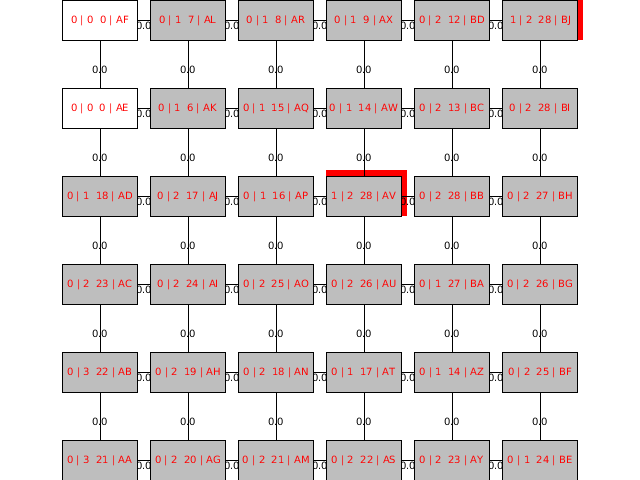 0 | 0 0 | AF 0.0 0 | 1 7 | AL 0.0 0 | 1 8 | AR 0.0 0 | 1 9 | AX 0.0 0 | 2 12 | BD 0.0 1 | 2 28 | BJ
0.0 0.0 0.0 0.0 0.0 0.0
0 | 0 0 | AE 0.0 0 | 1 6 | AK 0.0 0 | 1 15 | AQ 0.0 0 | 1 14 | AW 0.0 0 | 2 13 | BC 0.0 0 | 2 28 | BI
0.0 0.0 0.0 0.0 0.0 0.0
0 | 1 18 | AD 0.0 0 | 2 17 | AJ 0.0 0 | 1 16 | AP 0.0 1 | 2 28 | AV 0.0 0 | 2 28 | BB 0.0 0 | 2 27 | BH
0.0 0.0 0.0 0.0 0.0 0.0
0 | 2 23 | AC 0.0 0 | 2 24 | AI 0.0 0 | 2 25 | AO 0.0 0 | 2 26 | AU 0.0 0 | 1 27 | BA 0.0 0 | 2 26 | BG
0.0 0.0 0.0 0.0 0.0 0.0
0 | 3 22 | AB 0.0 0 | 2 19 | AH 0.0 0 | 2 18 | AN 0.0 0 | 1 17 | AT 0.0 0 | 1 14 | AZ 0.0 0 | 2 25 | BF
0.0 0.0 0.0 0.0 0.0 0.0
0 | 3 21 | AA 0.0 0 | 2 20 | AG 0.0 0 | 2 21 | AM 0.0 0 | 2 22 | AS 0.0 0 | 2 23 | AY 0.0 0 | 1 24 | BE